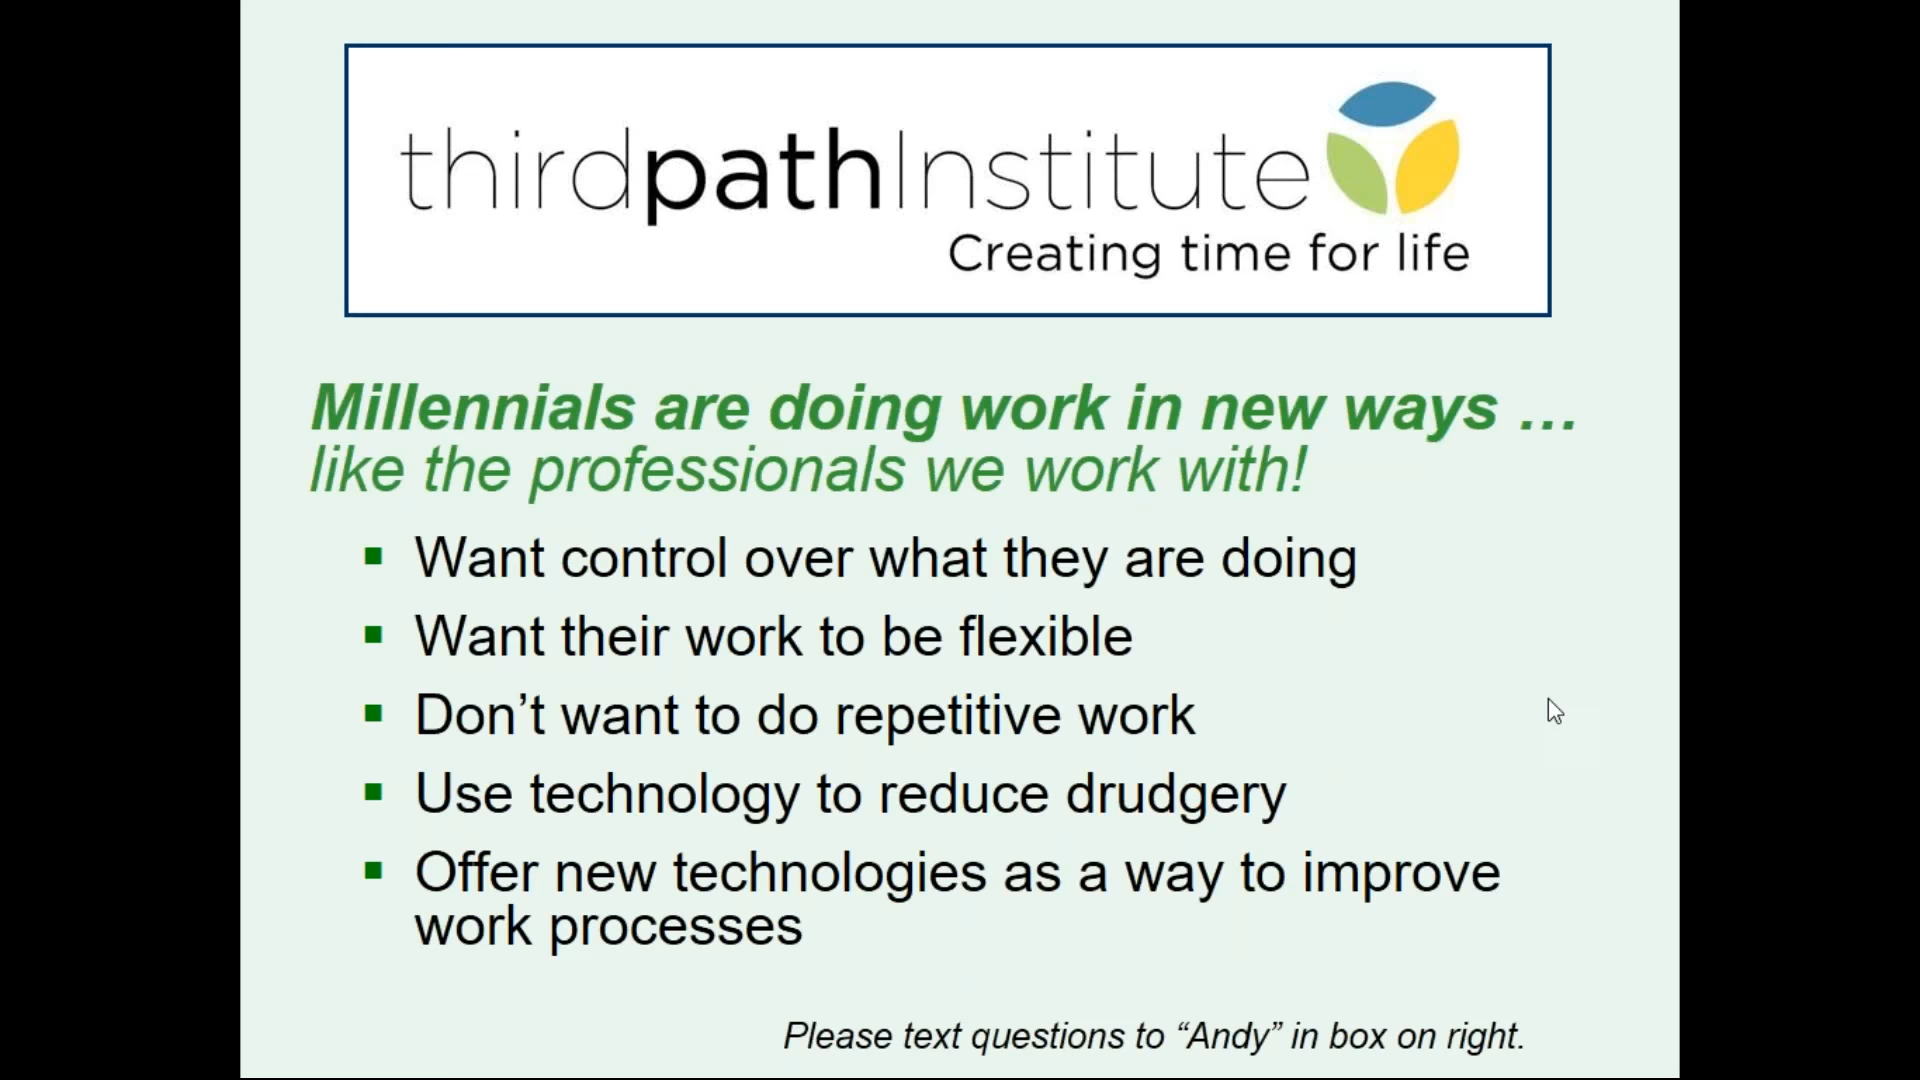 thirdpathInstitute
Creating time for life
Millennials are doing work in new ways …
like the professionals we work with!
▪ Want control over what they are doing
▪ Want their work to be flexible
▪ Don’t want to do repetitive work
▪ Use technology to reduce drudgery
▪ Offer new technologies as a way to improve
work processes
Please text questions to “Andy” in box on right.